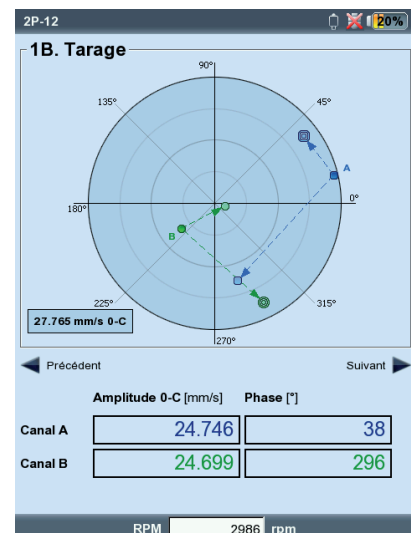 2P-12 20%
1B. Tarage
90°
135° 45°
A
180° 0°
B
225° 315°
27.765 mm/s 0-C
270°
Précédent Suivant
Amplitude 0-C [mm/s] Phase [°]
Canal A 24.746 38
Canal B 24.699 296
RPM 2986 rpm